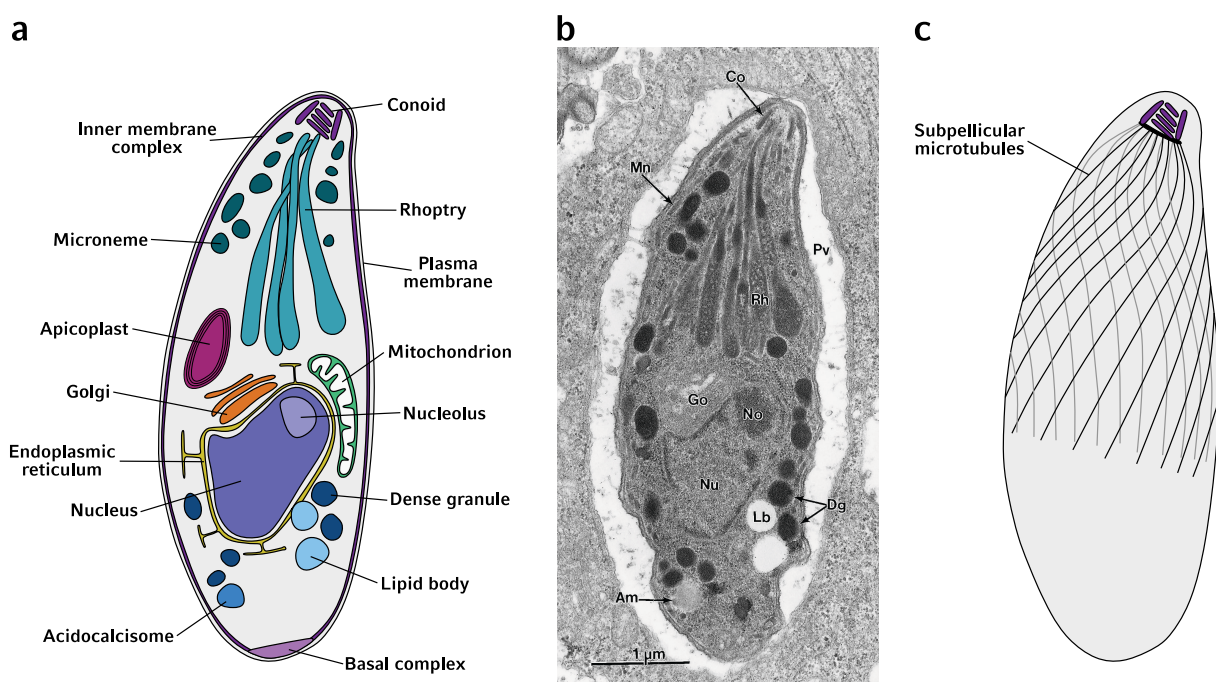 a
Conoid
Inner membrane
complex
Rhoptry
Microneme
Plasma
membrane
Apicoplast
Mitochondrion
Golgi
Nucleolus
Endoplasmic
reticulum
Nucleus
Dense granule
Lipid body
Acidocalcisome
Basal complex
b
Co
Mn
Pv
Rh
Go
No
Nu
Lb
Dg
Am
1 µm
c
Subpellicular
microtubules